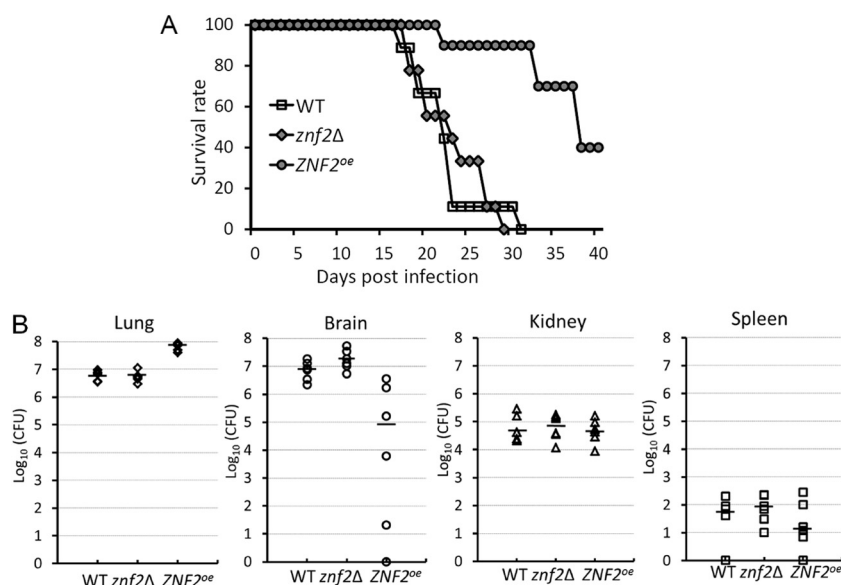 A
Survival rate
100
80
60
40
20
0
WT
znf2Δ
ZNF2oe
0 5 10 15 20 25 30 35 40
Days post infection
B
Lung
Log10 (CFU)
8
7
6
5
4
3
2
1
0
WT znf2Δ ZNF2oe
Brain
Log10 (CFU)
8
7
6
5
4
3
2
1
0
WT znf2Δ ZNF2oe
Kidney
Log10 (CFU)
8
7
6
5
4
3
2
1
0
WT znf2Δ ZNF2oe
Spleen
Log10 (CFU)
8
7
6
5
4
3
2
1
0
WT znf2Δ ZNF2oe